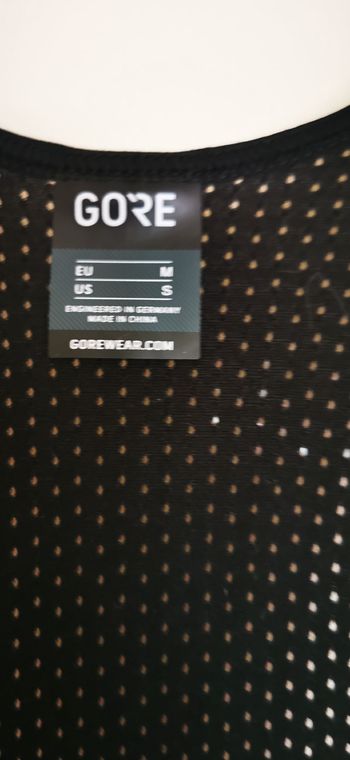 GORE
EU M
US S
ENGINEERED IN GERMANY
MADE IN CHINA
GOREWEAR.COM